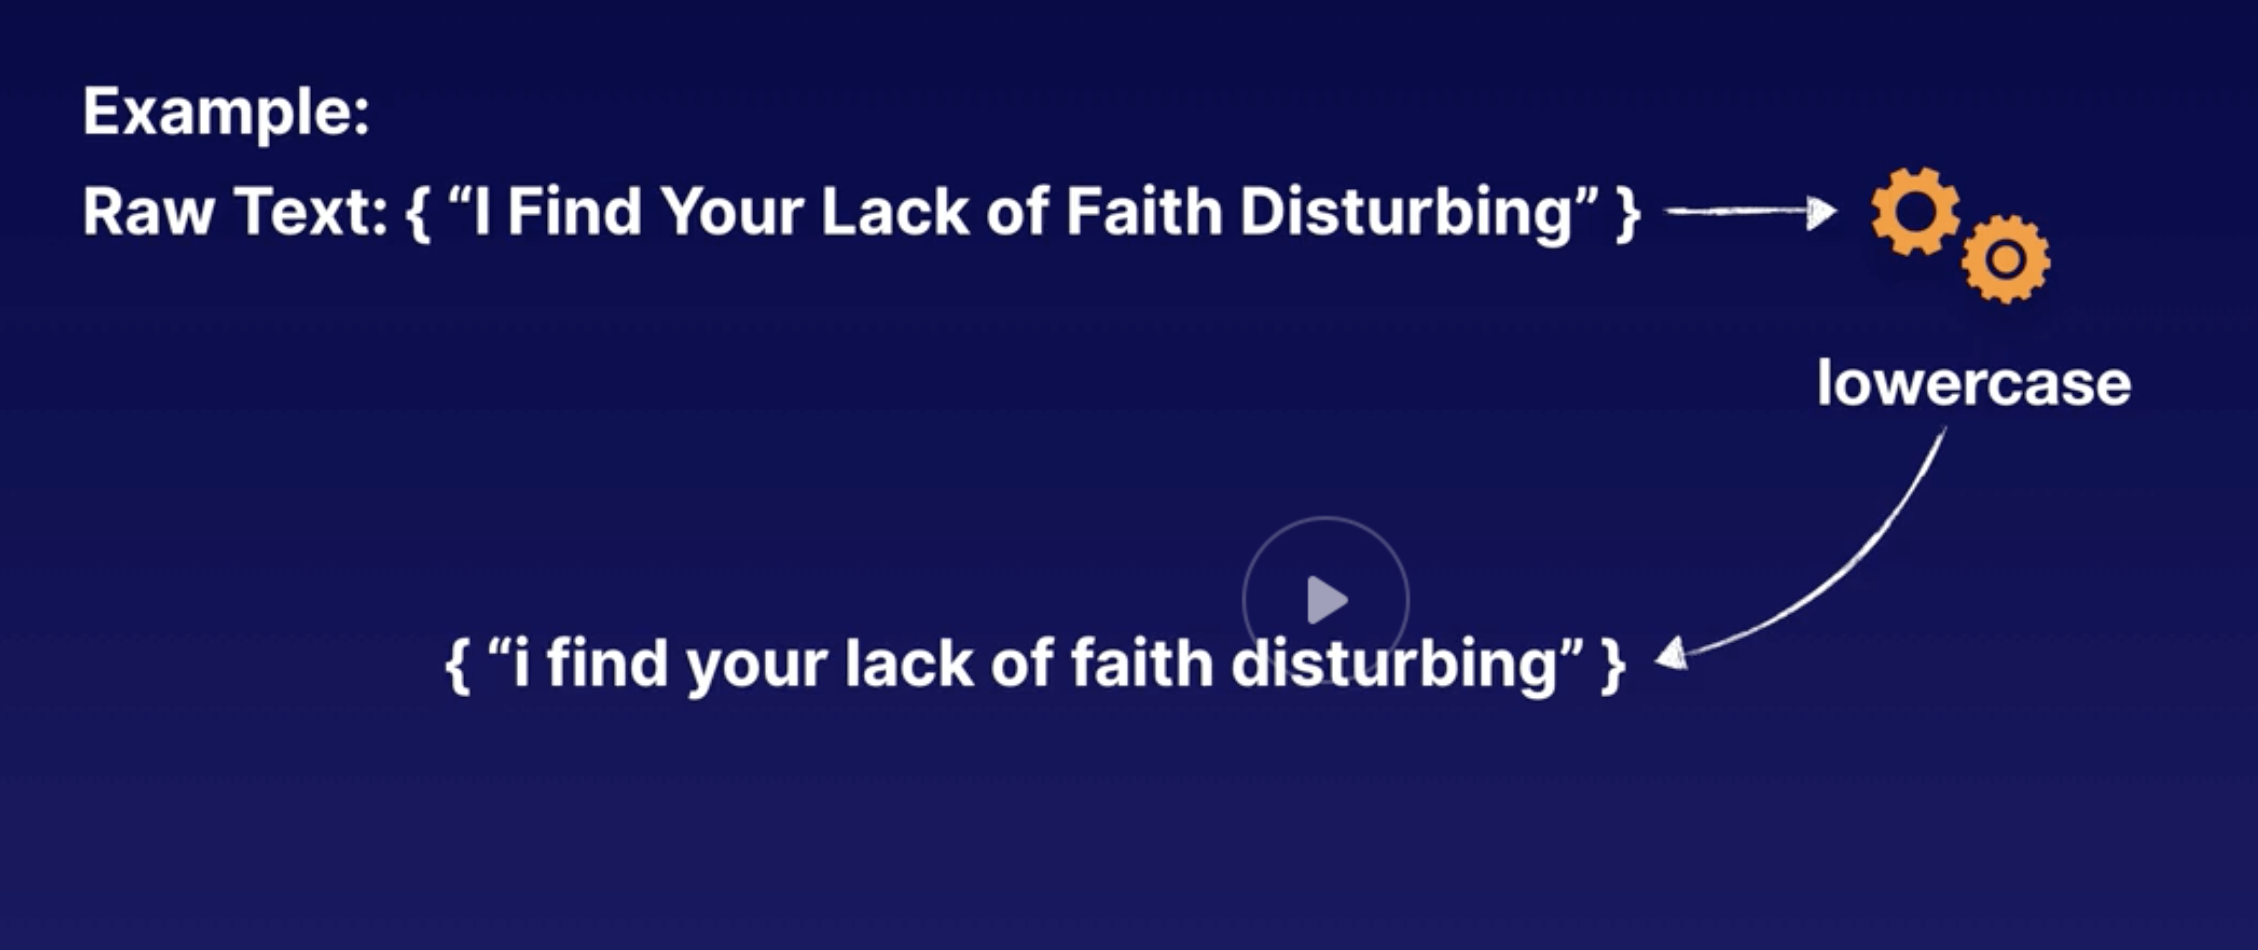 Example:
Raw Text: { “I Find Your Lack of Faith Disturbing” }
lowercase
{ “i find your lack of faith disturbing” }